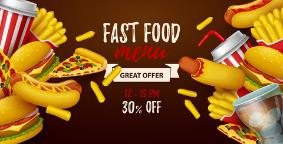 FAST FOOD
menu
GREAT OFFER
12 - 15 PM
30% OFF